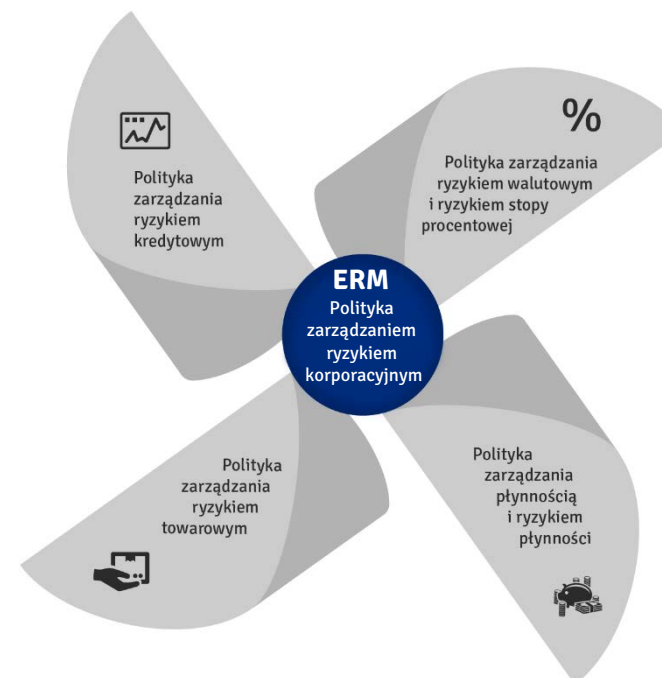 Polityka
zarządzania
ryzykiem
kredytowym
%
Polityka zarządzania
ryzykiem walutowym
i ryzykiem stopy
procentowej
ERM
Polityka
zarządzaniem
ryzykiem
korporacyjnym
Polityka
zarządzania
ryzykiem
towarowym
Polityka
zarządzania
płynnością
i ryzykiem
płynności